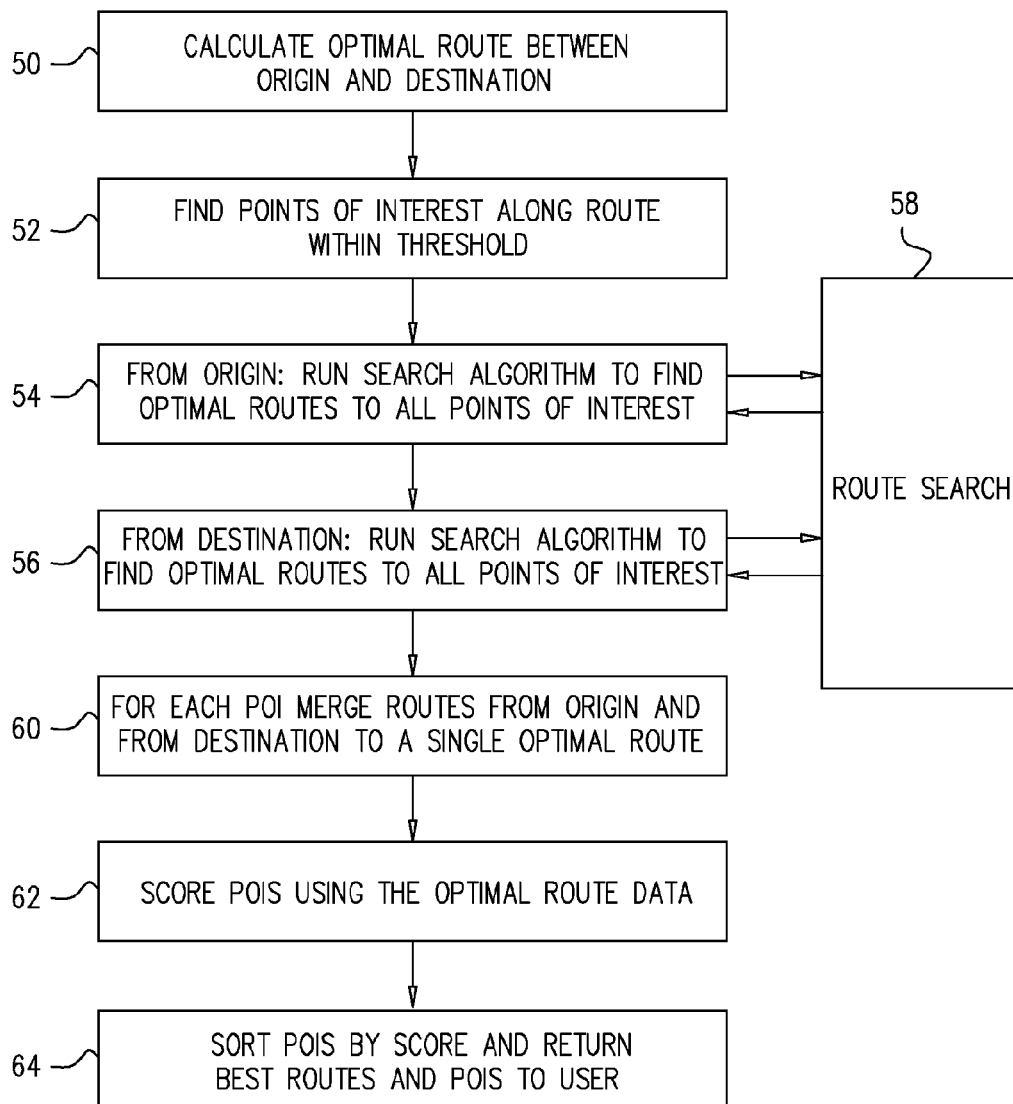 50
CALCULATE OPTIMAL ROUTE BETWEEN
ORIGIN AND DESTINATION
52
FIND POINTS OF INTEREST ALONG ROUTE
WITHIN THRESHOLD
58
54
FROM ORIGIN: RUN SEARCH ALGORITHM TO FIND
OPTIMAL ROUTES TO ALL POINTS OF INTEREST
ROUTE SEARCH
56
FROM DESTINATION: RUN SEARCH ALGORITHM TO
FIND OPTIMAL ROUTES TO ALL POINTS OF INTEREST
60
FOR EACH POI MERGE ROUTES FROM ORIGIN AND
FROM DESTINATION TO A SINGLE OPTIMAL ROUTE
62
SCORE POIS USING THE OPTIMAL ROUTE DATA
64
SORT POIS BY SCORE AND RETURN
BEST ROUTES AND POIS TO USER